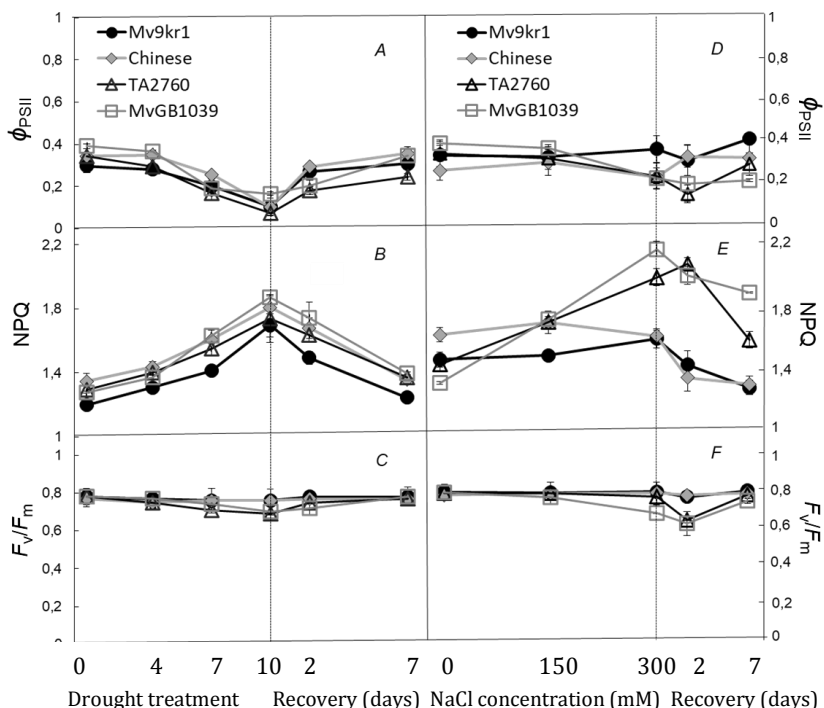 Mv9kr1
Chinese
TA2760
MvGB1039
A
ϕPSII
1
0,8
0,6
0,4
0,2
0
Mv9kr1
Chinese
TA2760
MvGB1039
D
ϕPSII
1
0,8
0,6
0,4
0,2
0
B
NPQ
2,2
1,8
1,4
1
E
NPQ
2,2
1.8
1.4
1
C
Fv/Fm
1
0,8
0,6
0,4
0,2
0
F
Fv/Fm
1
0,8
0,6
0,4
0,2
0
0 4 7 10 2 7
Drought treatment Recovery (days)
0 150 300 2 7
NaCl concentration (mM) Recovery (days)